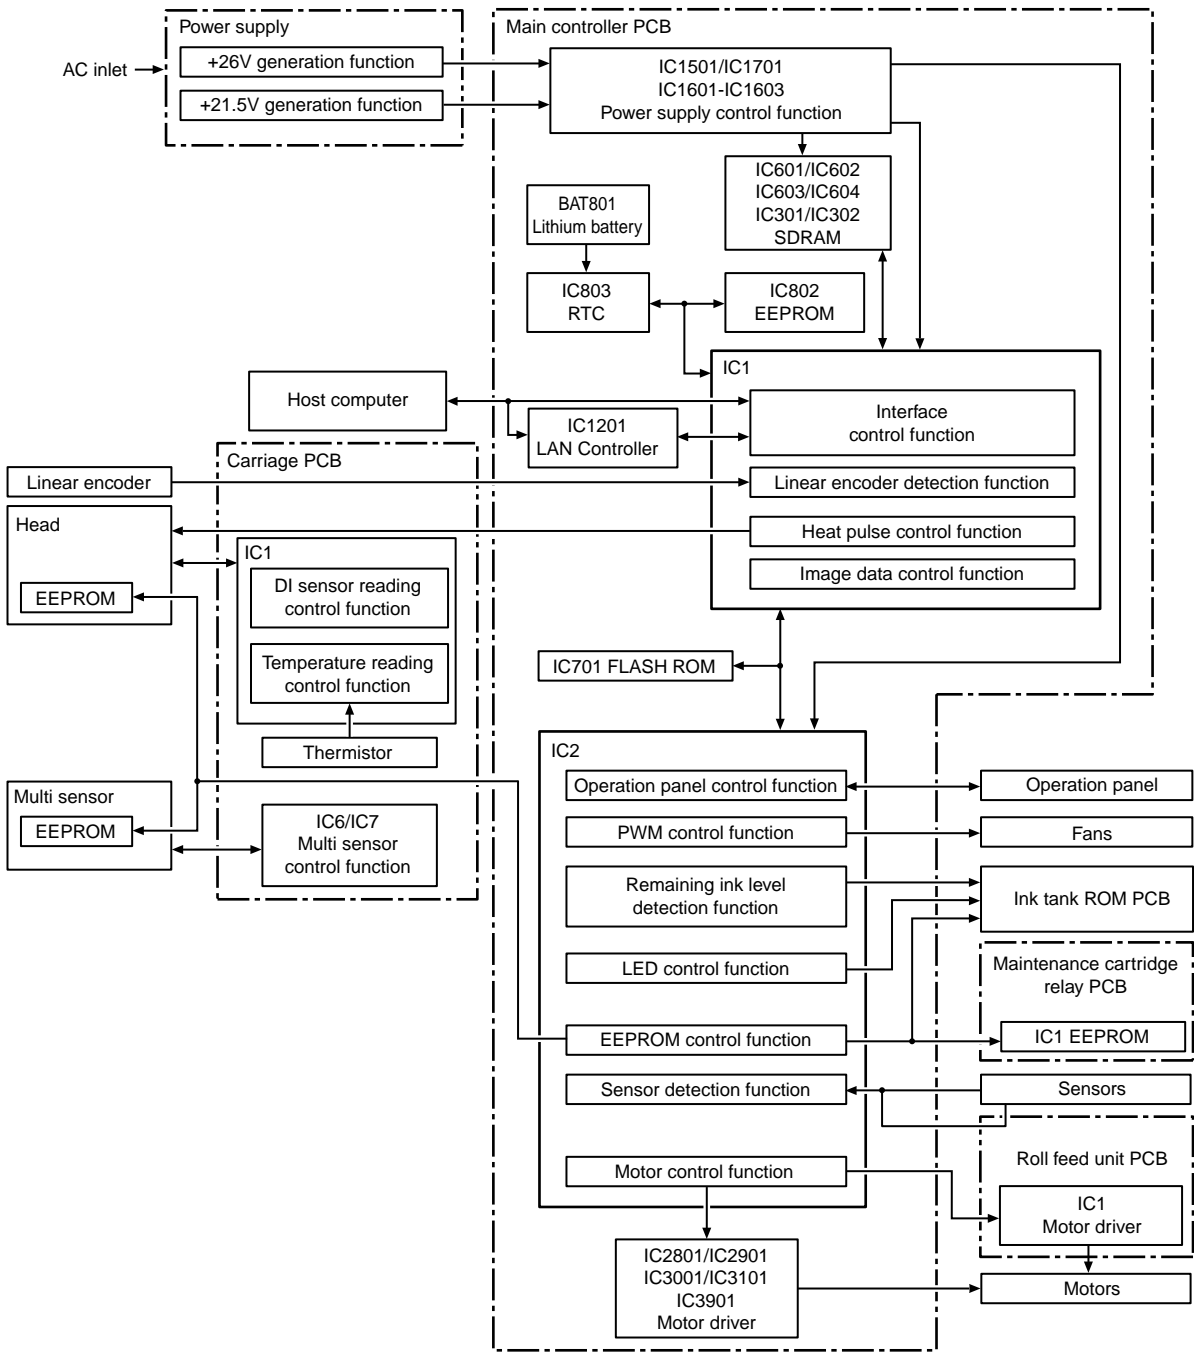 Power supply
+26V generation function
+21.5V generation function
AC inlet
Main controller PCB
IC1501/IC1701
IC1601-IC1603
Power supply control function
IC601/IC602
IC603/IC604
IC301/IC302
SDRAM
BAT801
Lithium battery
IC803
RTC
IC802
EEPROM
IC1
Host computer
Interface
control function
IC1201
LAN Controller
Carriage PCB
Linear encoder
Linear encoder detection function
Head
Heat pulse control function
IC1
DI sensor reading
control function
Image data control function
EEPROM
Temperature reading
control function
IC701 FLASH ROM
Thermistor
IC2
Multi sensor
EEPROM
IC6/IC7
Multi sensor
control function
Operation panel control function
Operation panel
PWM control function
Fans
Remaining ink level
detection function
Ink tank ROM PCB
LED control function
Maintenance cartridge
relay PCB
EEPROM control function
IC1 EEPROM
Sensor detection function
Sensors
Motor control function
Roll feed unit PCB
IC1
Motor driver
IC2801/IC2901
IC3001/IC3101
IC3901
Motor driver
Motors